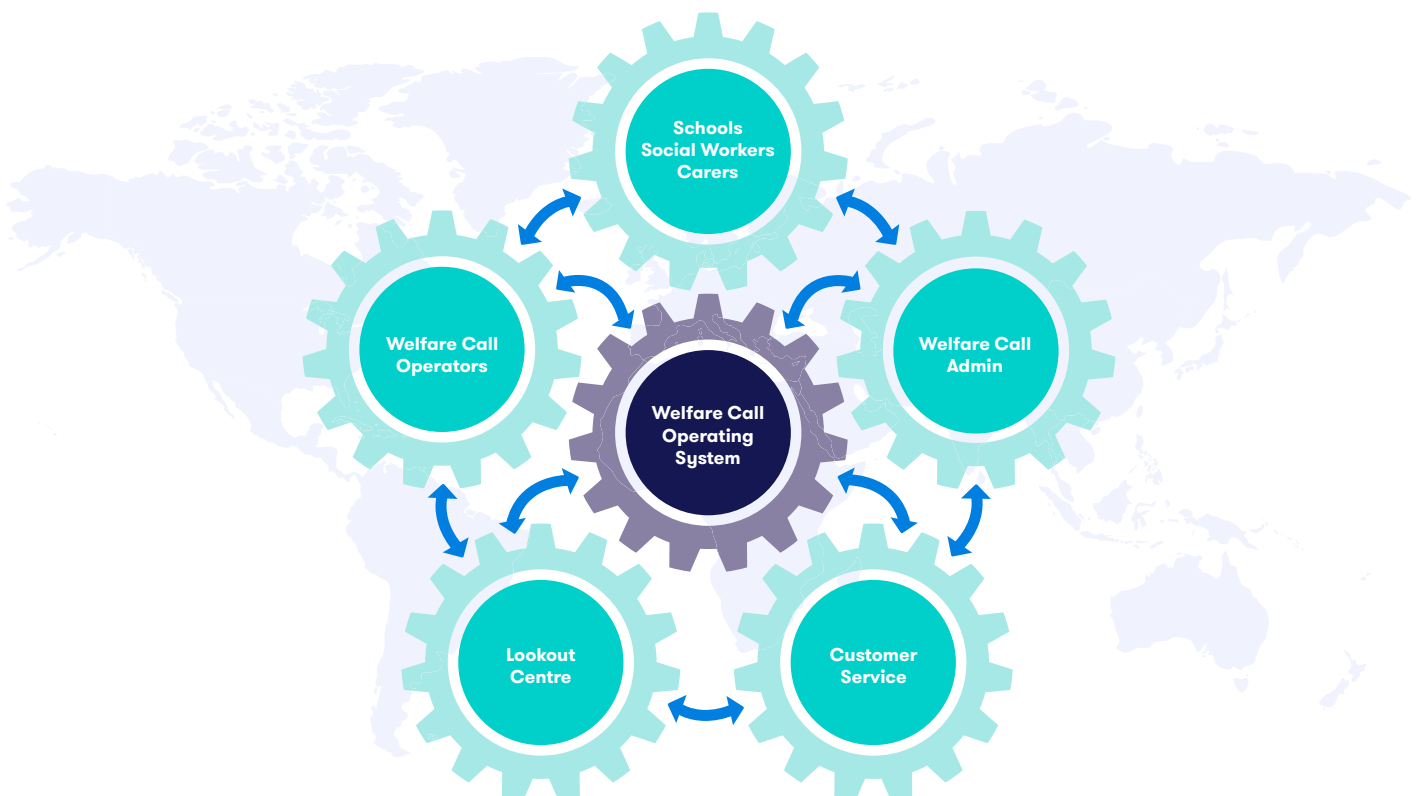 Schools
Social Workers
Carers
Welfare Call
Operators
Welfare Call
Admin
Welfare Call
Operating
System
Lookout
Centre
Customer
Service